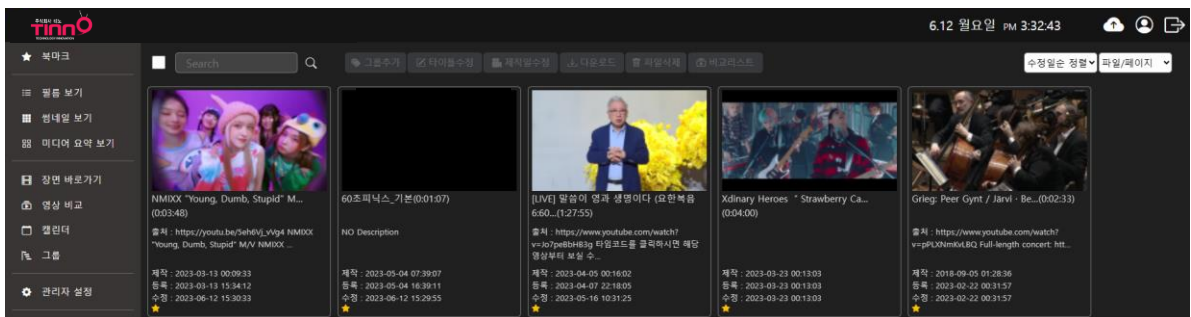 주식회사 티노
Tinno
TECHNOLOGY INNOVATION
6.12 월요일 PM 3:32:43
북마크
필름 보기
썸네일 보기
미디어 요약 보기
장면 바로가기
영상 비교
캘린더
그룹
관리자 설정
Search
그룹추가
타이틀수정
제작일수정
다운로드
파일삭제
비교리스트
수정일순 정렬
파일/페이지
NMIXX "Young, Dumb, Stupid" M...
(0:03:48)
출처 : https://youtu.be/5eh6Vj_vVg4 NMIXX
"Young, Dumb, Stupid" M/V NMIXX ...
제작 : 2023-03-13 00:09:33
등록 : 2023-03-13 15:34:12
수정 : 2023-06-12 15:30:33
60초피닉스_기본(0:01:07)
NO Description
제작 : 2023-05-04 07:39:07
등록 : 2023-05-04 16:39:11
수정 : 2023-06-12 15:29:55
[LIVE] 말씀이 영과 생명이다 (요한복음
6:60...(1:27:55)
출처 : https://www.youtube.com/watch?
v=Jo7peBbH83g 타임코드를 클릭하시면 해당
영상부터 보실 수...
제작 : 2023-04-05 00:16:02
등록 : 2023-04-07 22:18:05
수정 : 2023-05-16 10:31:25
Xdinary Heroes " Strawberry Ca...
(0:04:00)
제작 : 2023-03-23 00:13:03
등록 : 2023-03-23 00:13:03
수정 : 2023-03-23 00:13:03
Grieg: Peer Gynt / Järvi · Be...(0:02:33)
출처 : https://www.youtube.com/watch?
v=pPLXNmKvLBQ Full-length concert: htt...
제작 : 2018-09-05 01:28:36
등록 : 2023-02-22 00:31:57
수정 : 2023-02-22 00:31:57